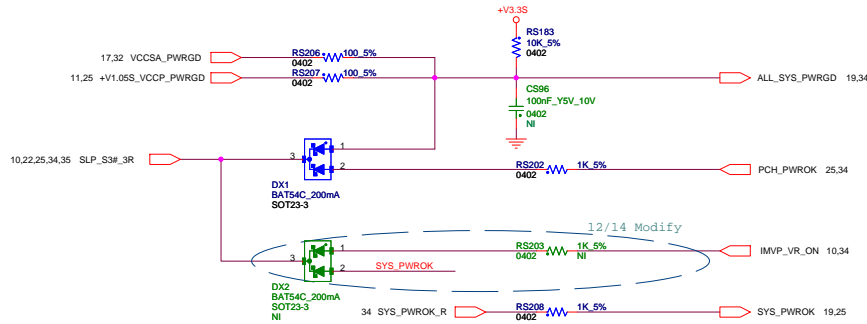 +V3.3S
RS183
10K_5%
0402
17,32 VCCSA_PWRGD
RS206
100_5%
0402
11,25 +V1.05S_VCCP_PWRGD
RS207
100_5%
0402
ALL_SYS_PWRGD 19,34
CS96
100nF_Y5V_10V
0402
NI
10,22,25,34,35 SLP_S3#_3R
3
1
2
DX1
BAT54C_200mA
SOT23-3
RS202
1K_5%
0402
PCH_PWROK 25,34
12/14 Modify
3
1
2
RS203
1K_5%
0402
NI
IMVP_VR_ON 10,34
SYS_PWROK
DX2
BAT54C_200mA
SOT23-3
NI
34 SYS_PWROK_R
RS208
1K_5%
0402
SYS_PWROK 19,25